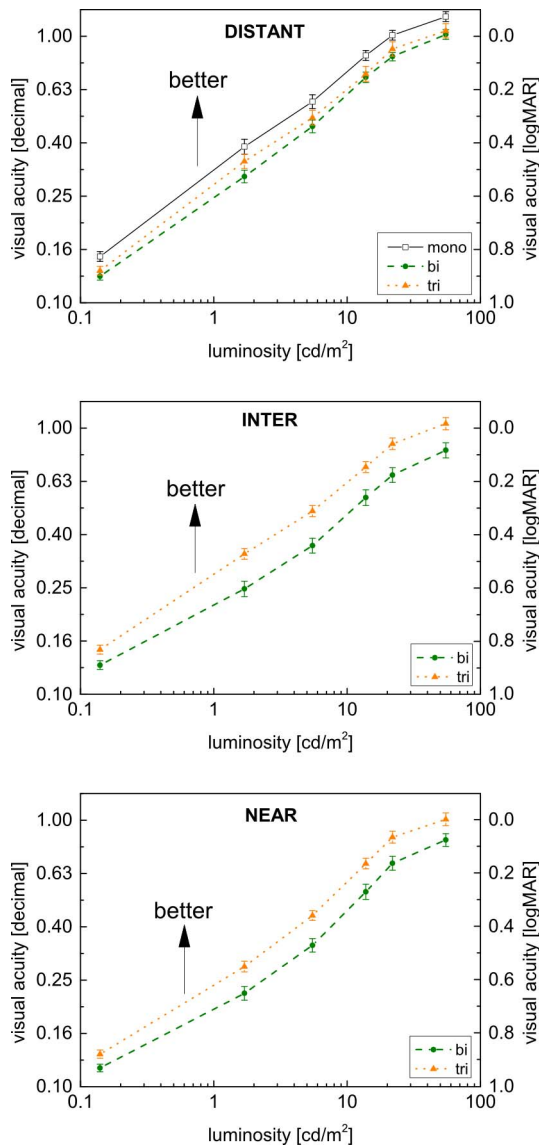 DISTANT
visual acuity [decimal]
visual acuity [logMAR]
1.00
0.63
0.40
0.25
0.16
0.10
-0.0
0.2
0.4
0.6
0.8
1.0
better
mono
bi
tri
0.1 1 10 100
luminosity [cd/m²]
INTER
visual acuity [decimal]
visual acuity [logMAR]
1.00
0.63
0.40
0.25
0.16
0.10
0.0
0.2
0.4
0.6
0.8
1.0
better
bi
tri
0.1 1 10 100
luminosity [cd/m²]
NEAR
visual acuity [decimal]
visual acuity [logMAR]
1.00
0.63
0.40
0.25
0.16
0.10
0.0
0.2
0.4
0.6
0.8
1.0
better
bi
tri
0.1 1 10 100
luminosity [cd/m²]